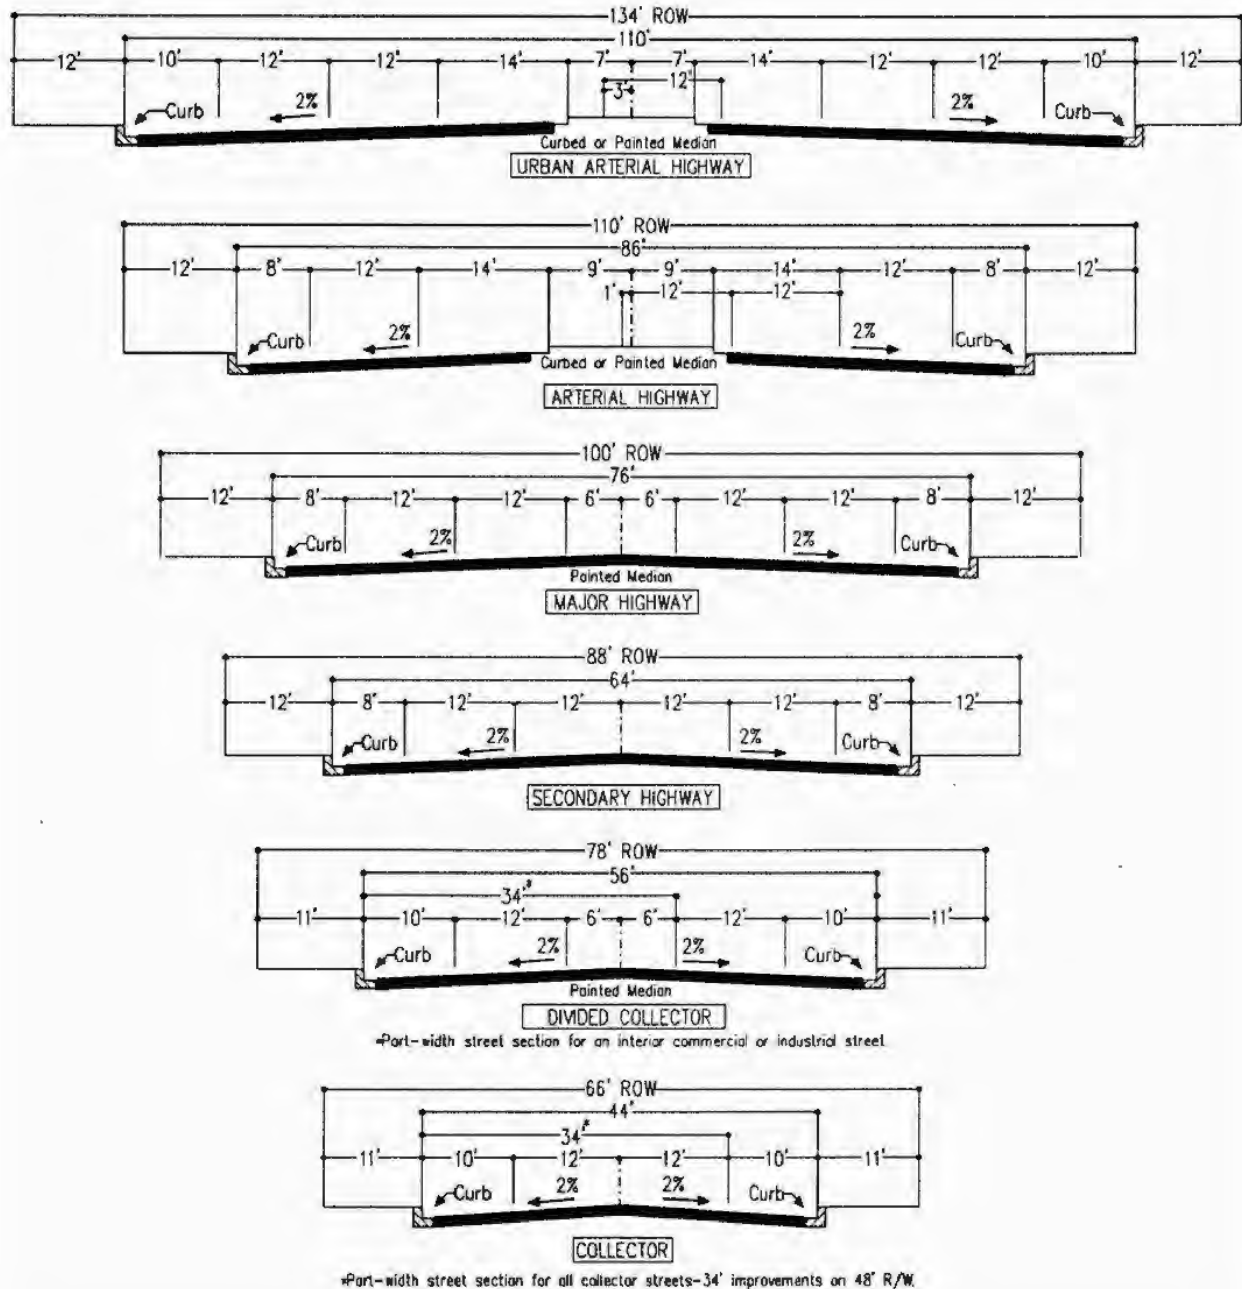 134' ROW
110'
12' 10' 12' 12' 14' 7' 7' 14' 12' 12' 10' 12'
3' 12'
Curb 2% 2% Curb
Curbed or Painted Median
URBAN ARTERIAL HIGHWAY
110' ROW
86'
12' 8' 12' 14' 9' 9' 14' 12' 8' 12'
1' 12' 12'
Curb 2% 2% Curb
Curbed or Painted Median
ARTERIAL HIGHWAY
100' ROW
76'
12' 8' 12' 12' 6' 6' 12' 12' 8' 12'
Curb 2% 2% Curb
Painted Median
MAJOR HIGHWAY
88' ROW
64'
12' 8' 12' 12' 12' 12' 8' 12'
Curb 2% 2% Curb
SECONDARY HIGHWAY
78' ROW
56'
34'*
11' 10' 12' 6' 6' 12' 10' 11'
Curb 2% 2% Curb
Painted Median
DIVIDED COLLECTOR
*Part-width street section for an interior commercial or industrial street
66' ROW
44'
34'*
11' 10' 12' 12' 10' 11'
Curb 2% 2% Curb
COLLECTOR
*Part-width street section for all collector streets-34' improvements on 48' R/W.